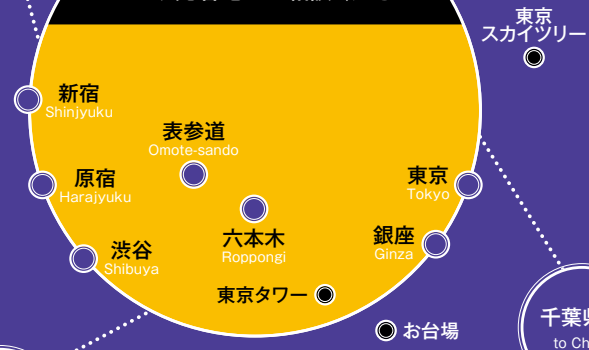 東京
スカイツリー
新宿
Shinjyuku
表参道
Omote-sando
原宿
Harajyuku
東京
Tokyo
六本木
Roppongi
銀座
Ginza
渋谷
Shibuya
東京タワー
お台場
千葉県
to Ch